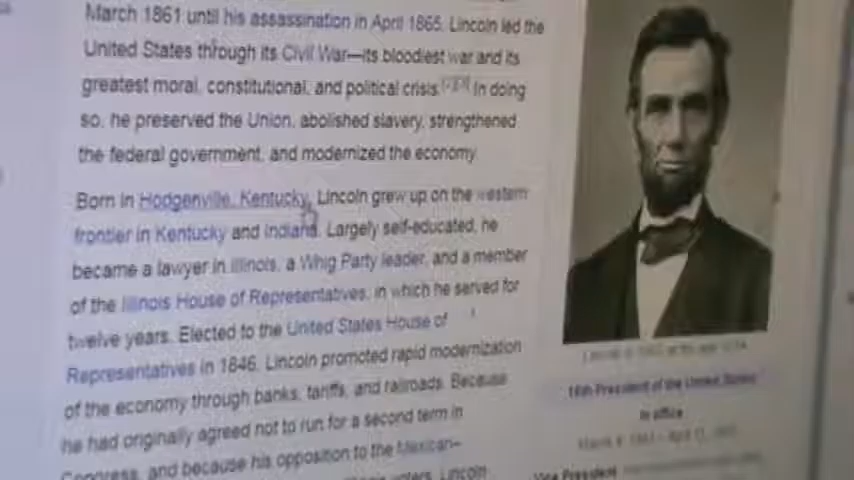 March 1861 until his assassination in April 1865. Lincoln led the
United States through its Civil War—its bloodiest war and its
greatest moral, constitutional, and political crisis. In doing
so, he preserved the Union, abolished slavery, strengthened
the federal government, and modernized the economy
Born in Hodgenville, Kentucky, Lincoln grew up on the western
frontier in Kentucky and Indiana. Largely self-educated, he
became a lawyer in Illinois, a Whig Party leader, and a member
of the Illinois House of Representatives, in which he served for
twelve years. Elected to the United States House of
Representatives in 1846, Lincoln promoted rapid modernization
of the economy through banks, tariffs, and railroads. Because
he had originally agreed not to run for a second term in
Congress, and because his opposition to the Mexican–
voters, Lincoln
16th President of the United States
In office
Vice President